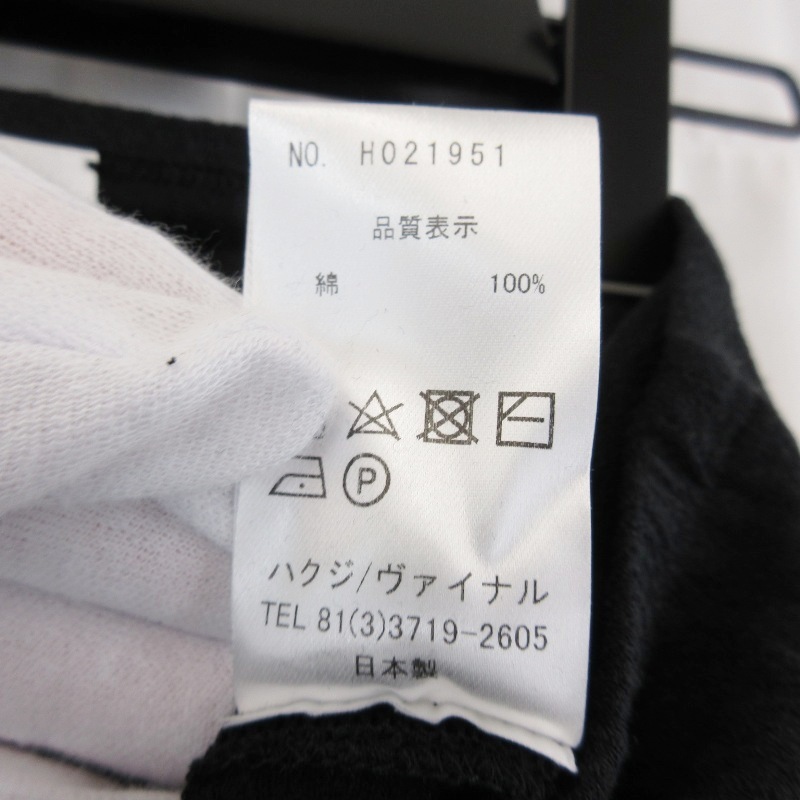 NO. H021951
品質表示
綿 100%
P
ハクジ/ヴァイナル
TEL 81(3)3719-2605
日本製